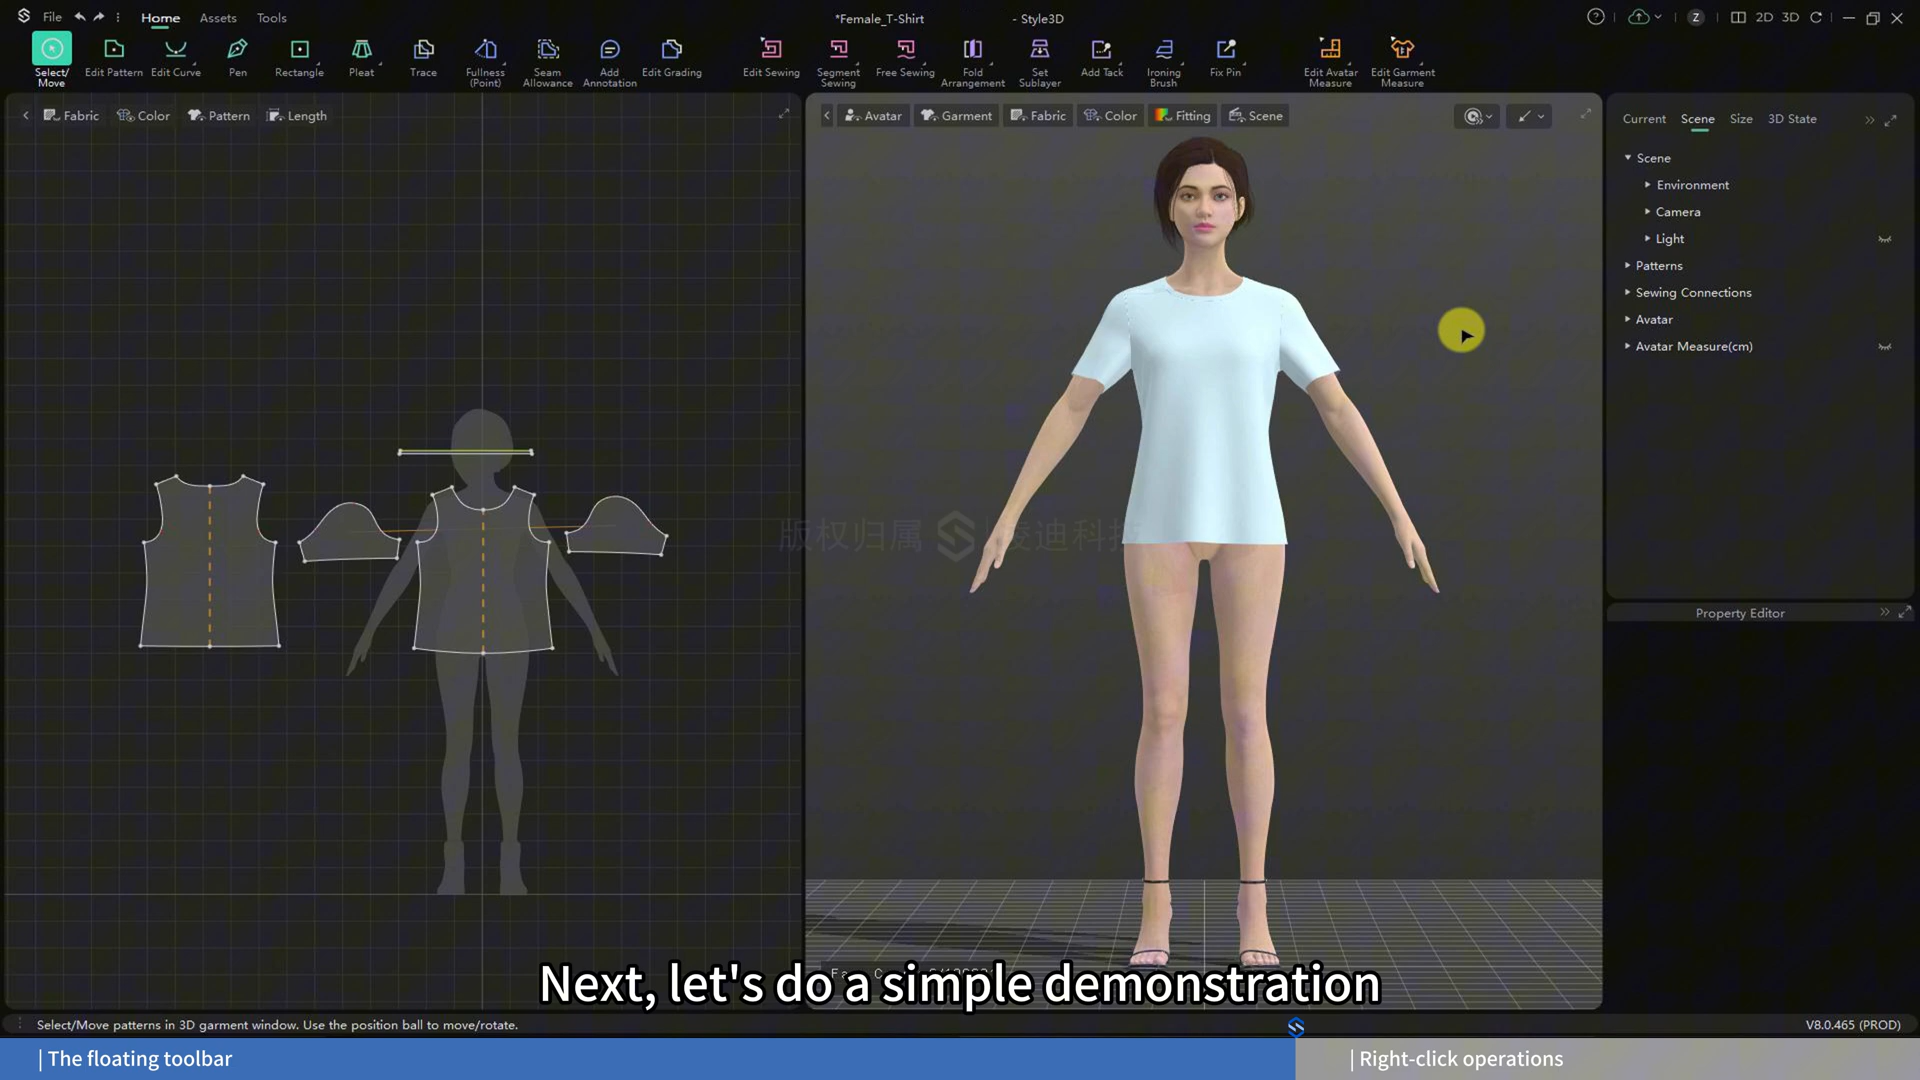 File
Home
Assets
Tools
*Female_T-Shirt
- Style3D
Z
2D
3D
Select/
Move
Edit Pattern
Edit Curve
Pen
Rectangle
Pleat
Trace
Fullness
(Point)
Seam
Allowance
Add
Annotation
Edit Grading
Edit Sewing
Segment
Sewing
Free Sewing
Fold
Arrangement
Set
Sublayer
Add Tack
Ironing
Brush
Fix Pin
Edit Avatar
Measure
Edit Garment
Measure
Fabric
Color
Pattern
Length
Avatar
Garment
Fabric
Color
Fitting
Scene
Current
Scene
Size
3D State
Scene
Environment
Camera
Light
Patterns
Sewing Connections
Avatar
Avatar Measure(cm)
Property Editor
版权归属
凌迪科技
Next, let's do a simple demonstration
Select/Move patterns in 3D garment window. Use the position ball to move/rotate.
V8.0.465 (PROD)
| The floating toolbar
| Right-click operations